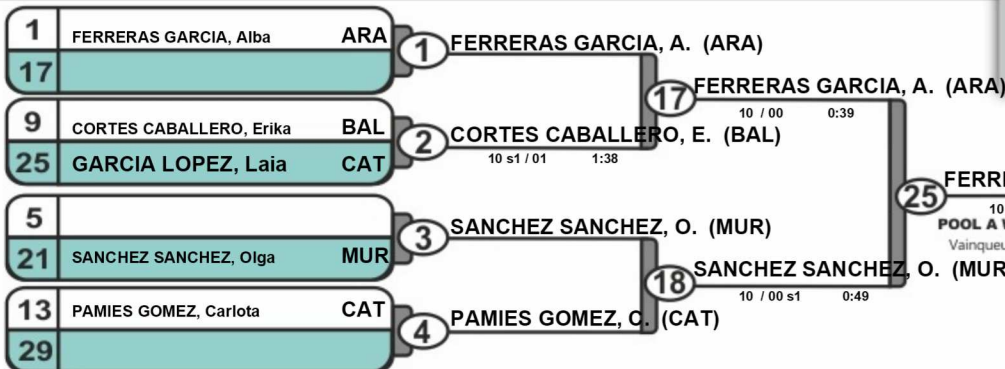 1 FERRERAS GARCIA, Alba ARA
17
9 CORTES CABALLERO, Erika BAL
25 GARCIA LOPEZ, Laia CAT
5
21 SANCHEZ SANCHEZ, Olga MUR
13 PAMIES GOMEZ, Carlota CAT
29
1 FERRERAS GARCIA, A. (ARA)
2 CORTES CABALLERO, E. (BAL)
10 s1 / 01 1:38
3 SANCHEZ SANCHEZ, O. (MUR)
4 PAMIES GOMEZ, C. (CAT)
17 FERRERAS GARCIA, A. (ARA)
10 / 00 0:39
18 SANCHEZ SANCHEZ, O. (MUR
10 / 00 s1 0:49
25 FERR
10
POOL A
Vainqueu